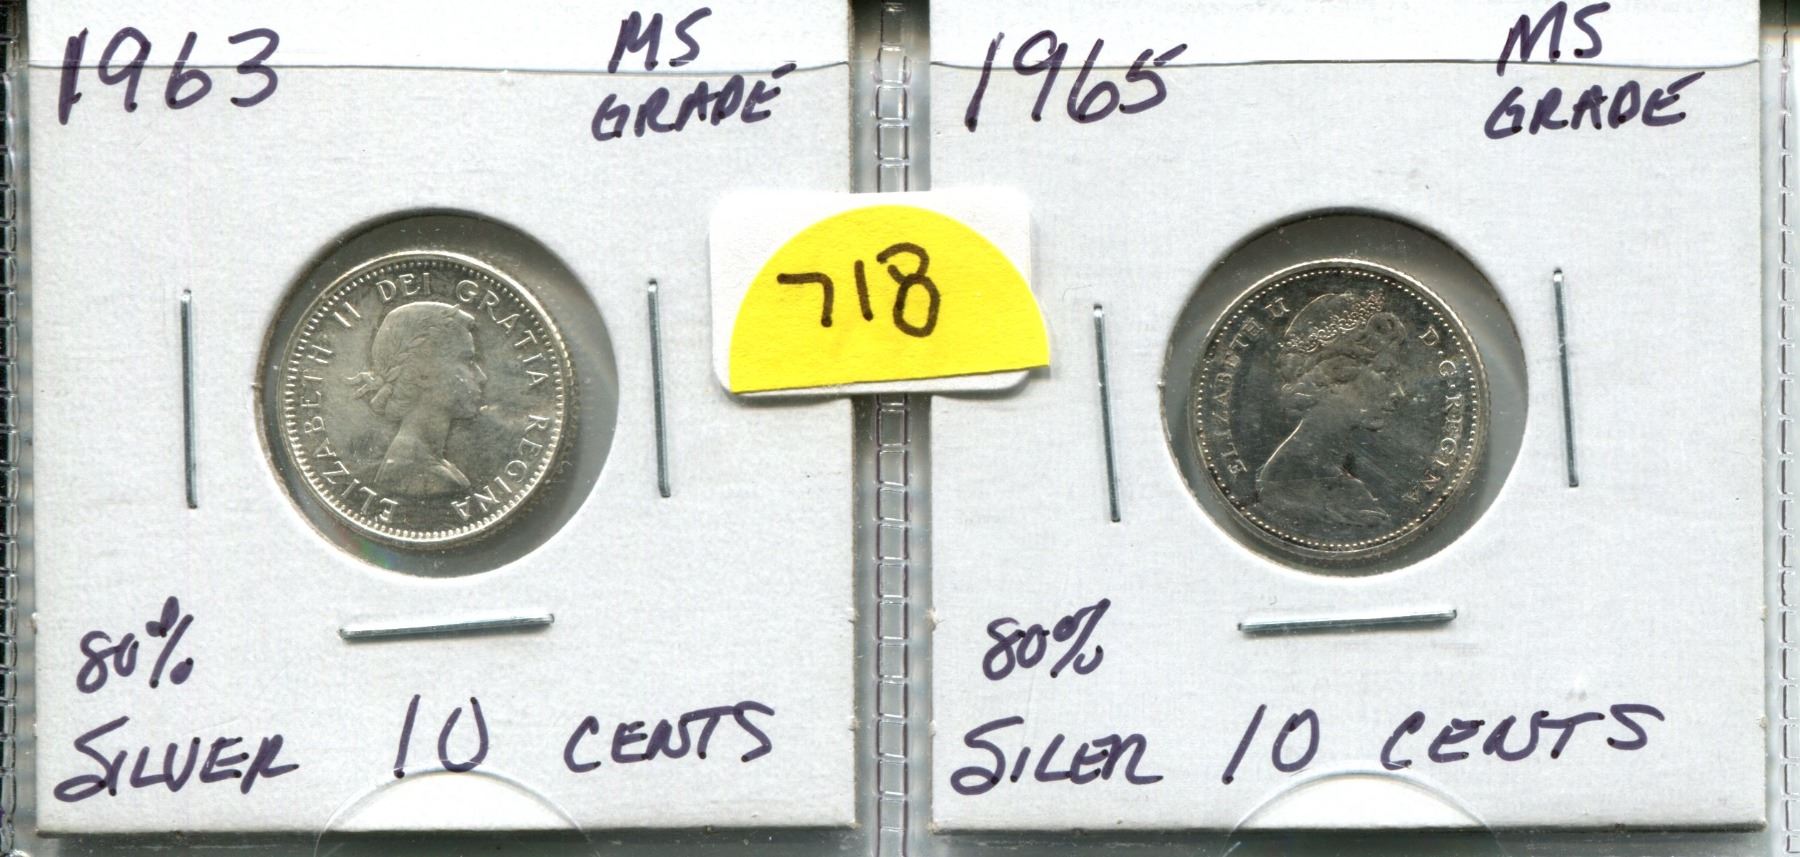 1963
MS
GRADE
ELIZABETH II DEI GRATIA REGINA
80%
SILVER 10 CENTS
718
1965
MS
GRADE
ELIZABETH II D·G·REGINA
80%
SILER 10 CENTS